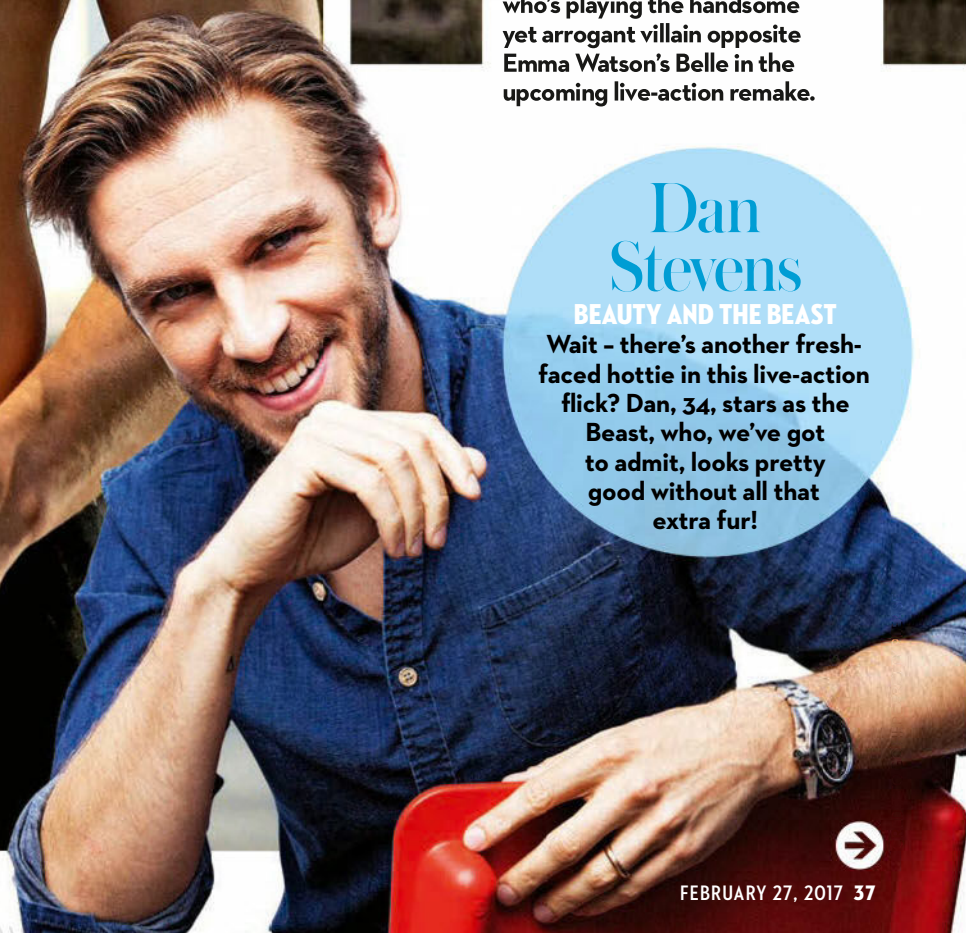 who's playing the handsome
yet arrogant villain opposite
Emma Watson's Belle in the
upcoming live-action remake.
Dan
Stevens
BEAUTY AND THE BEAST
Wait – there's another fresh-
faced hottie in this live-action
flick? Dan, 34, stars as the
Beast, who, we've got
to admit, looks pretty
good without all that
extra fur!
FEBRUARY 27, 2017 37